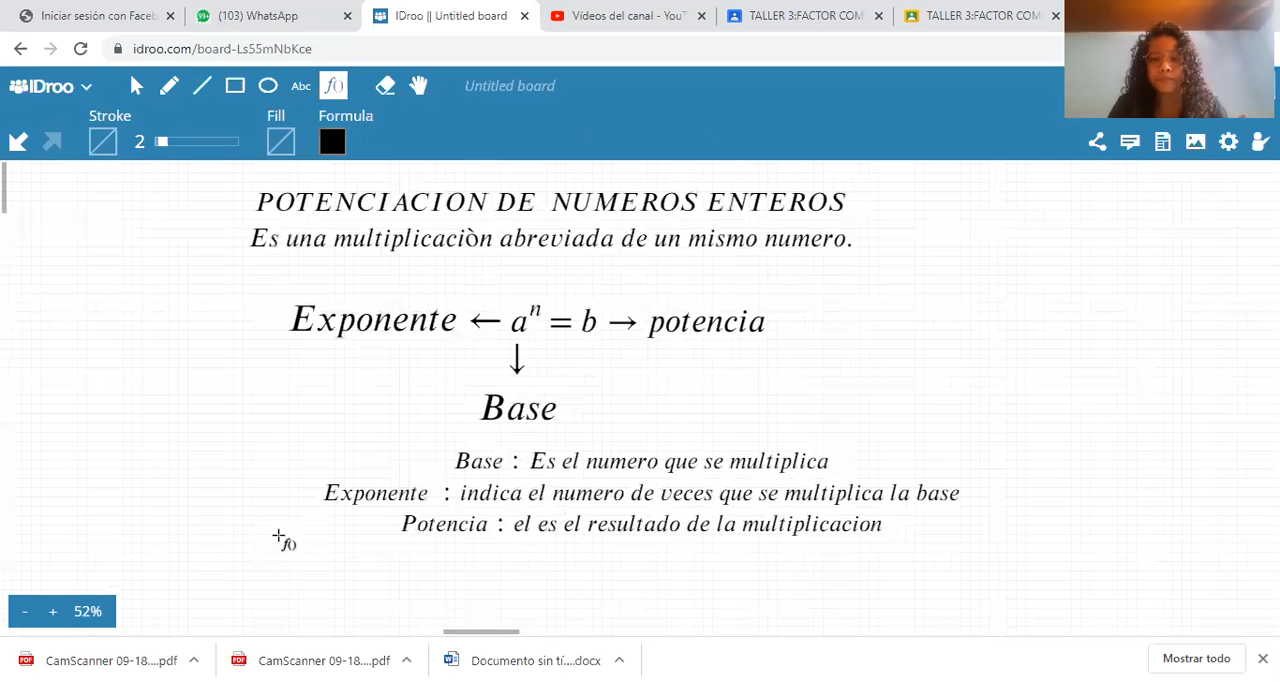 Iniciar sesión con Faceb
(103) WhatsApp
IDroo || Untitled board
Vídeos del canal - YouT
TALLER 3:FACTOR COM
TALLER 3:FACTOR COM
idroo.com/board-Ls55mNbKce
IDroo
Abc
f()
Untitled board
Stroke
Fill
Formula
2
POTENCIACION DE NUMEROS ENTEROS
Es una multiplicaciòn abreviada de un mismo numero.
Exponente ← aⁿ = b → potencia
↓
Base
Base : Es el numero que se multiplica
Exponente : indica el numero de veces que se multiplica la base
Potencia : el es el resultado de la multiplicacion
f()
- + 52%
CamScanner 09-18....pdf
CamScanner 09-18....pdf
Documento sin tí....docx
Mostrar todo